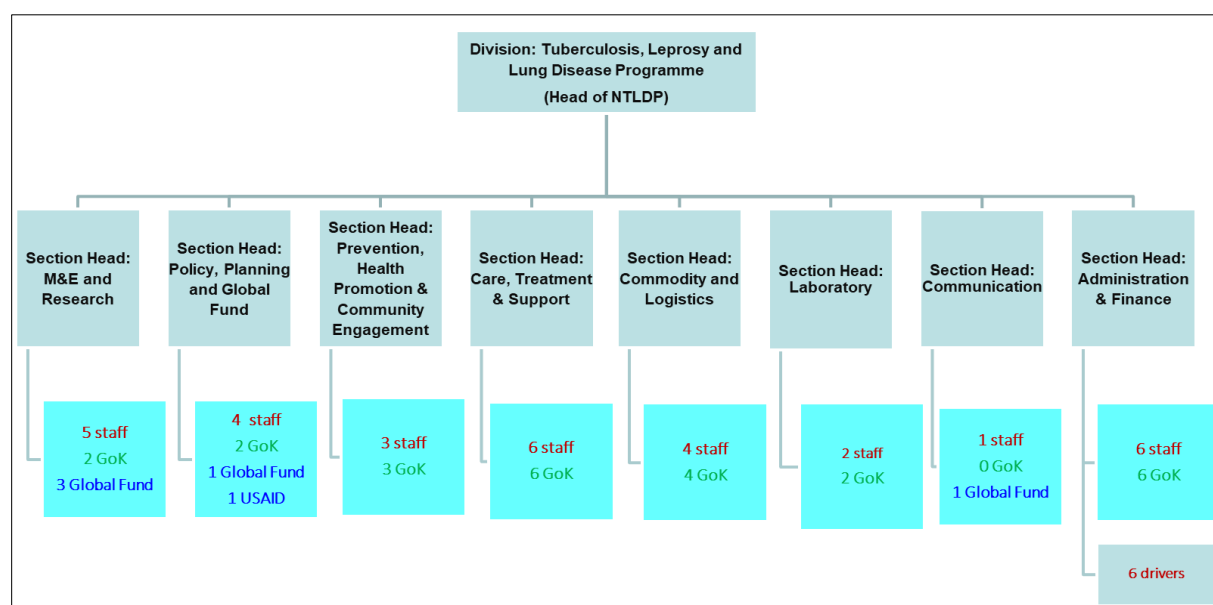 Division: Tuberculosis, Leprosy and
Lung Disease Programme
(Head of NTLDP)
Section Head:
M&E and
Research
Section Head:
Policy, Planning
and Global
Fund
Section Head:
Prevention,
Health
Promotion &
Community
Engagement
Section Head:
Care, Treatment
& Support
Section Head:
Commodity and
Logistics
Section Head:
Laboratory
Section Head:
Communication
Section Head:
Administration
& Finance
5 staff
2 GoK
3 Global Fund
4 staff
2 GoK
1 Global Fund
1 USAID
3 staff
3 GoK
6 staff
6 GoK
4 staff
4 GoK
2 staff
2 GoK
1 staff
0 GoK
1 Global Fund
6 staff
6 GoK
6 drivers